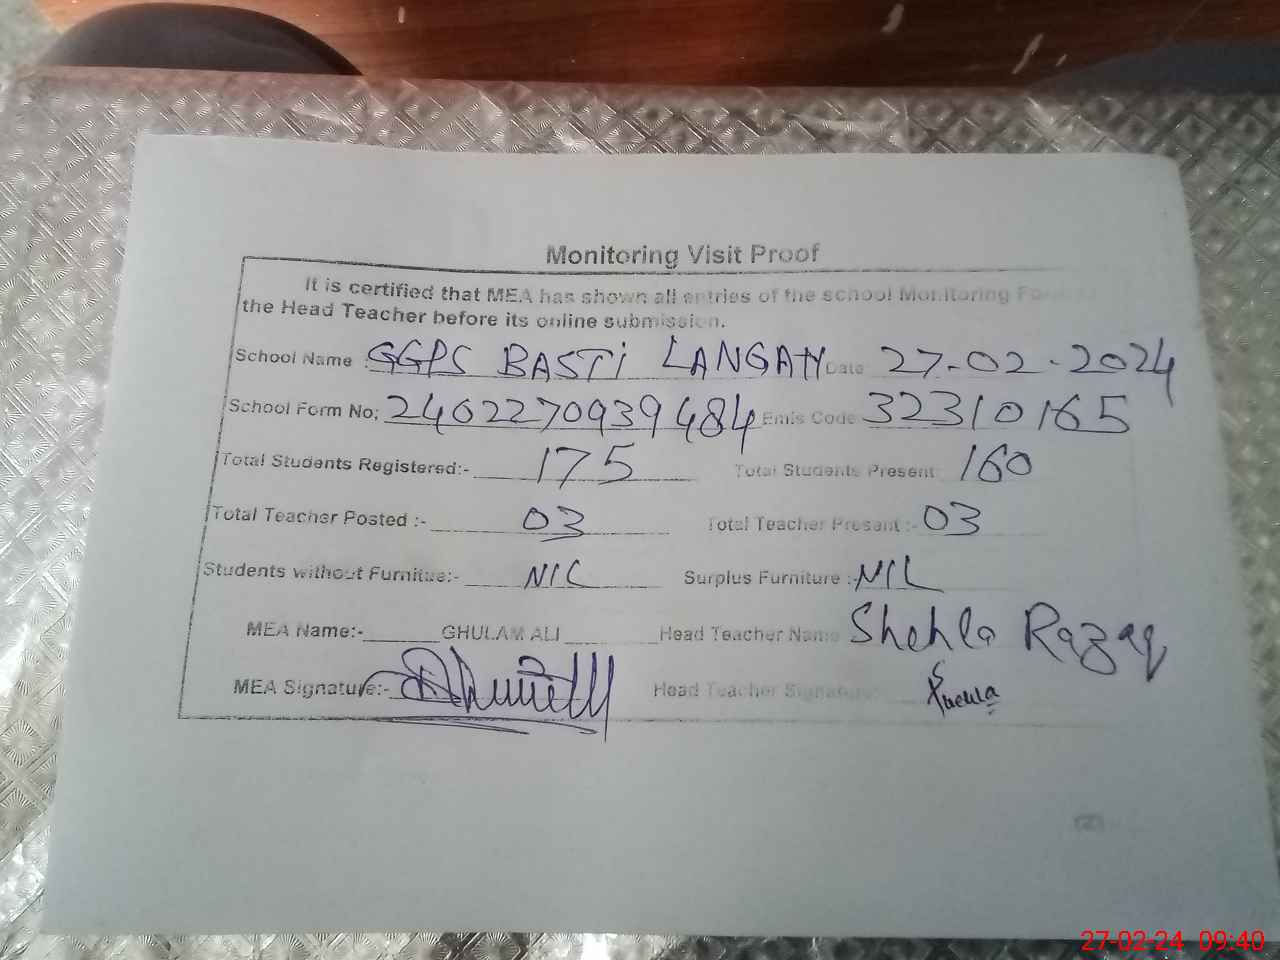 Monitoring Visit Proof
It is certified that MEA has shown all entries of the school Monitoring
the Head Teacher before its online submission.
School Name : GGPS BASTI LANGAH Date 27-02-2024
School Form No: 2402270939484 Emis Code 32310165
Total Students Registered:- 175 Total Students Present 160
Total Teacher Posted :- 03 Total Teacher Present :- 03
Students without Furnitue:- NIL Surplus Furniture : NIL
MEA Name:- GHULAM ALI Head Teacher Name Shehla Razaq
MEA Signature:- Head Teacher Signature:
27-02-24 09:40